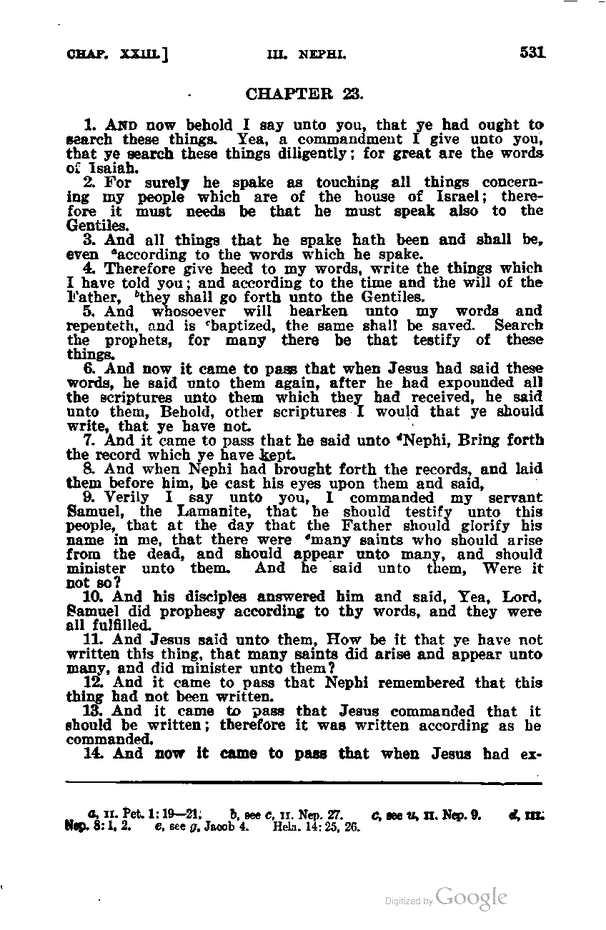 CHAP. XXIII.] III. NEPHI. 531
CHAPTER 23.
1. AND now behold I say unto you, that ye had ought to
search these things. Yea, a commandment I give unto you,
that ye search these things diligently; for great are the words
of Isaiah.
2. For surely he spake as touching all things concern-
ing my people which are of the house of Israel; there-
fore it must needs be that he must speak also to the
Gentiles.
3. And all things that he spake hath been and shall be,
even ᵃaccording to the words which he spake.
4. Therefore give heed to my words, write the things which
I have told you; and according to the time and the will of the
Father, ᵇthey shall go forth unto the Gentiles.
5. And whosoever will hearken unto my words and
repenteth, and is ᶜbaptized, the same shall be saved. Search
the prophets, for many there be that testify of these
things.
6. And now it came to pass that when Jesus had said these
words, he said unto them again, after he had expounded all
the scriptures unto them which they had received, he said
unto them, Behold, other scriptures I would that ye should
write, that ye have not.
7. And it came to pass that he said unto ᵈNephi, Bring forth
the record which ye have kept.
8. And when Nephi had brought forth the records, and laid
them before him, he cast his eyes upon them and said,
9. Verily I say unto you, I commanded my servant
Samuel, the Lamanite, that he should testify unto this
people, that at the day that the Father should glorify his
name in me, that there were ᵉmany saints who should arise
from the dead, and should appear unto many, and should
minister unto them. And he said unto them, Were it
not so?
10. And his disciples answered him and said, Yea, Lord,
Samuel did prophesy according to thy words, and they were
all fulfilled.
11. And Jesus said unto them, How be it that ye have not
written this thing, that many saints did arise and appear unto
many, and did minister unto them?
12. And it came to pass that Nephi remembered that this
thing had not been written.
13. And it came to pass that Jesus commanded that it
should be written; therefore it was written according as he
commanded.
14. And now it came to pass that when Jesus had ex-
a, II. Pet. 1: 19—21. b, see c, II. Nep. 27. c, see u, II. Nep. 9. d, III.
Nep. 8: 1, 2. e, see g, Jacob 4. Hela. 14: 25, 26.
Digitized by Google